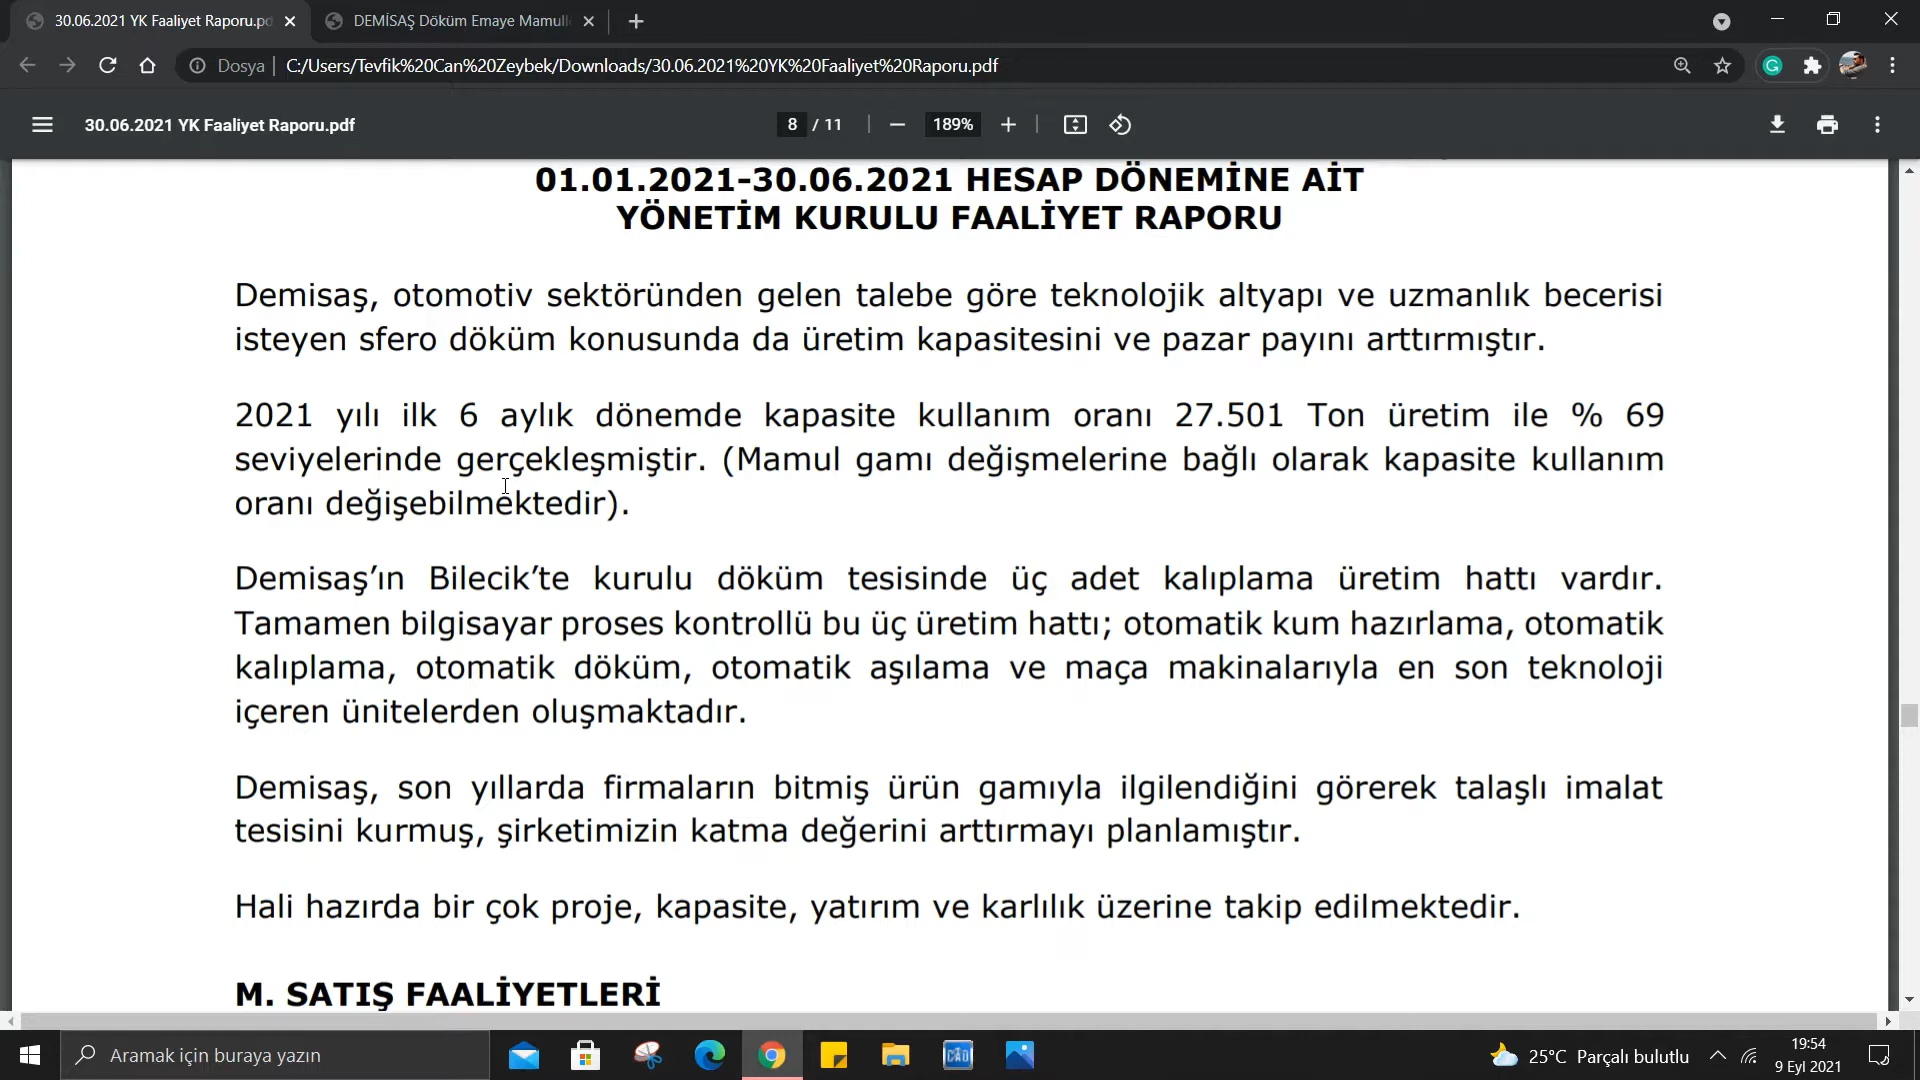 30.06.2021 YK Faaliyet Raporu.pd
DEMİSAŞ Döküm Emaye Mamull
Dosya
C:/Users/Tevfik%20Can%20Zeybek/Downloads/30.06.2021%20YK%20Faaliyet%20Raporu.pdf
30.06.2021 YK Faaliyet Raporu.pdf
8 / 11
189%
01.01.2021-30.06.2021 HESAP DÖNEMİNE AİT
YÖNETİM KURULU FAALİYET RAPORU
Demisaş, otomotiv sektöründen gelen talebe göre teknolojik altyapı ve uzmanlık becerisi
isteyen sfero döküm konusunda da üretim kapasitesini ve pazar payını arttırmıştır.
2021 yılı ilk 6 aylık dönemde kapasite kullanım oranı 27.501 Ton üretim ile % 69
seviyelerinde gerçekleşmiştir. (Mamul gamı değişmelerine bağlı olarak kapasite kullanım
oranı değişebilmektedir).
Demisaş’ın Bilecik’te kurulu döküm tesisinde üç adet kalıplama üretim hattı vardır.
Tamamen bilgisayar proses kontrollü bu üç üretim hattı; otomatik kum hazırlama, otomatik
kalıplama, otomatik döküm, otomatik aşılama ve maça makinalarıyla en son teknoloji
içeren ünitelerden oluşmaktadır.
Demisaş, son yıllarda firmaların bitmiş ürün gamıyla ilgilendiğini görerek talaşlı imalat
tesisini kurmuş, şirketimizin katma değerini arttırmayı planlamıştır.
Hali hazırda bir çok proje, kapasite, yatırım ve karlılık üzerine takip edilmektedir.
M. SATIŞ FAALİYETLERİ
Aramak için buraya yazın
25°C Parçalı bulutlu
19:54
9 Eyl 2021